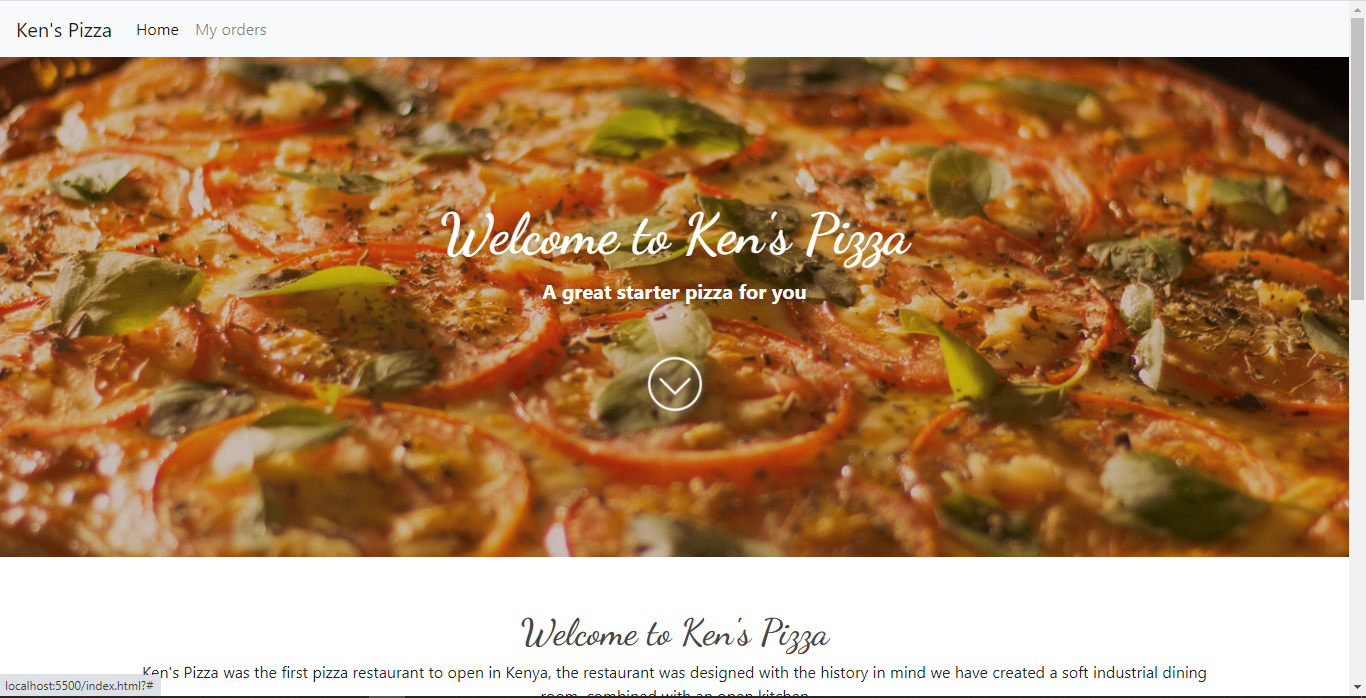 Ken's Pizza Home My orders
Welcome to Ken's Pizza
A great starter pizza for you
Welcome to Ken's Pizza
Ken's Pizza was the first pizza restaurant to open in Kenya, the restaurant was designed with the history in mind we have created a soft industrial dining
room, combined with an open kitchen
localhost:5500/index.html?#